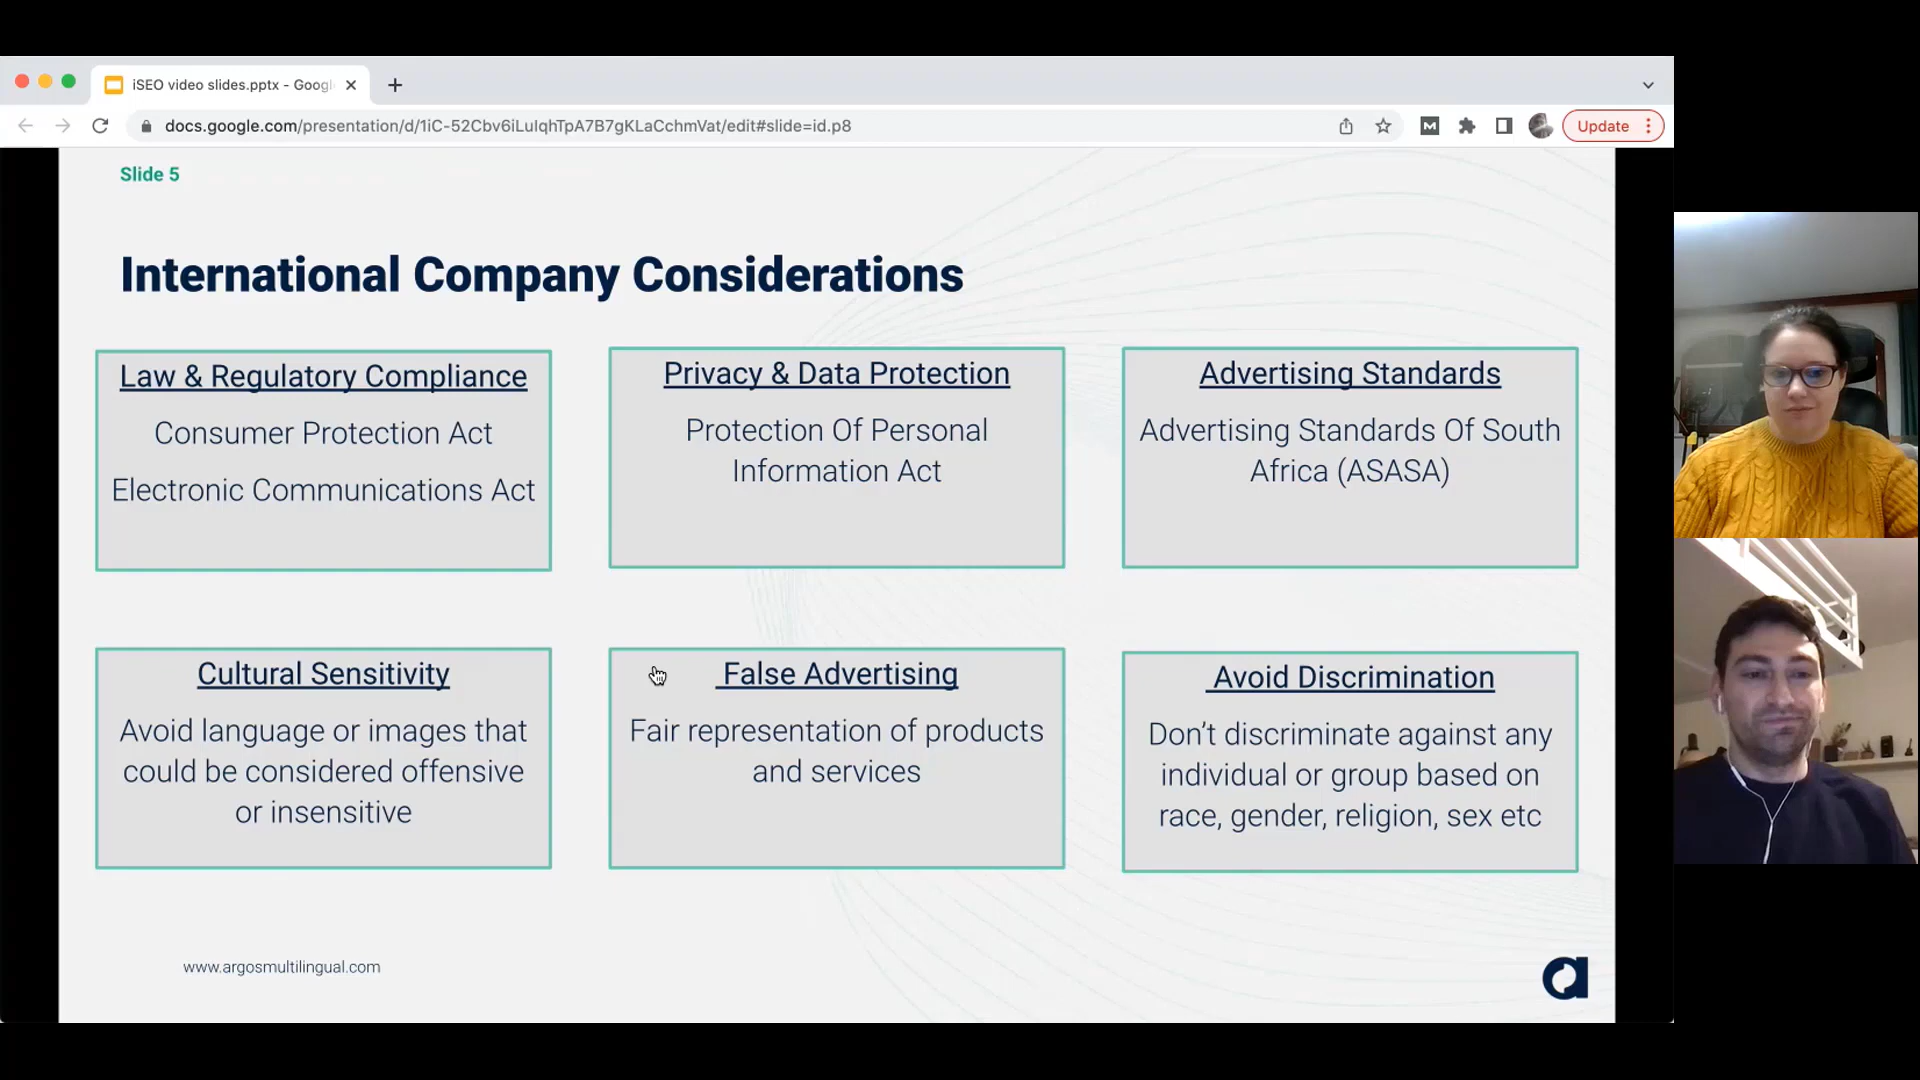 iSEO video slides.pptx - Googl
docs.google.com/presentation/d/1iC-52Cbv6iLuIqhTpA7B7gKLaCchmVat/edit#slide=id.p8
M
Update
Slide 5
International Company Considerations
Law & Regulatory Compliance
Consumer Protection Act
Electronic Communications Act
Privacy & Data Protection
Protection Of Personal
Information Act
Advertising Standards
Advertising Standards Of South
Africa (ASASA)
Cultural Sensitivity
Avoid language or images that
could be considered offensive
or insensitive
False Advertising
Fair representation of products
and services
Avoid Discrimination
Don’t discriminate against any
individual or group based on
race, gender, religion, sex etc
www.argosmultilingual.com
a